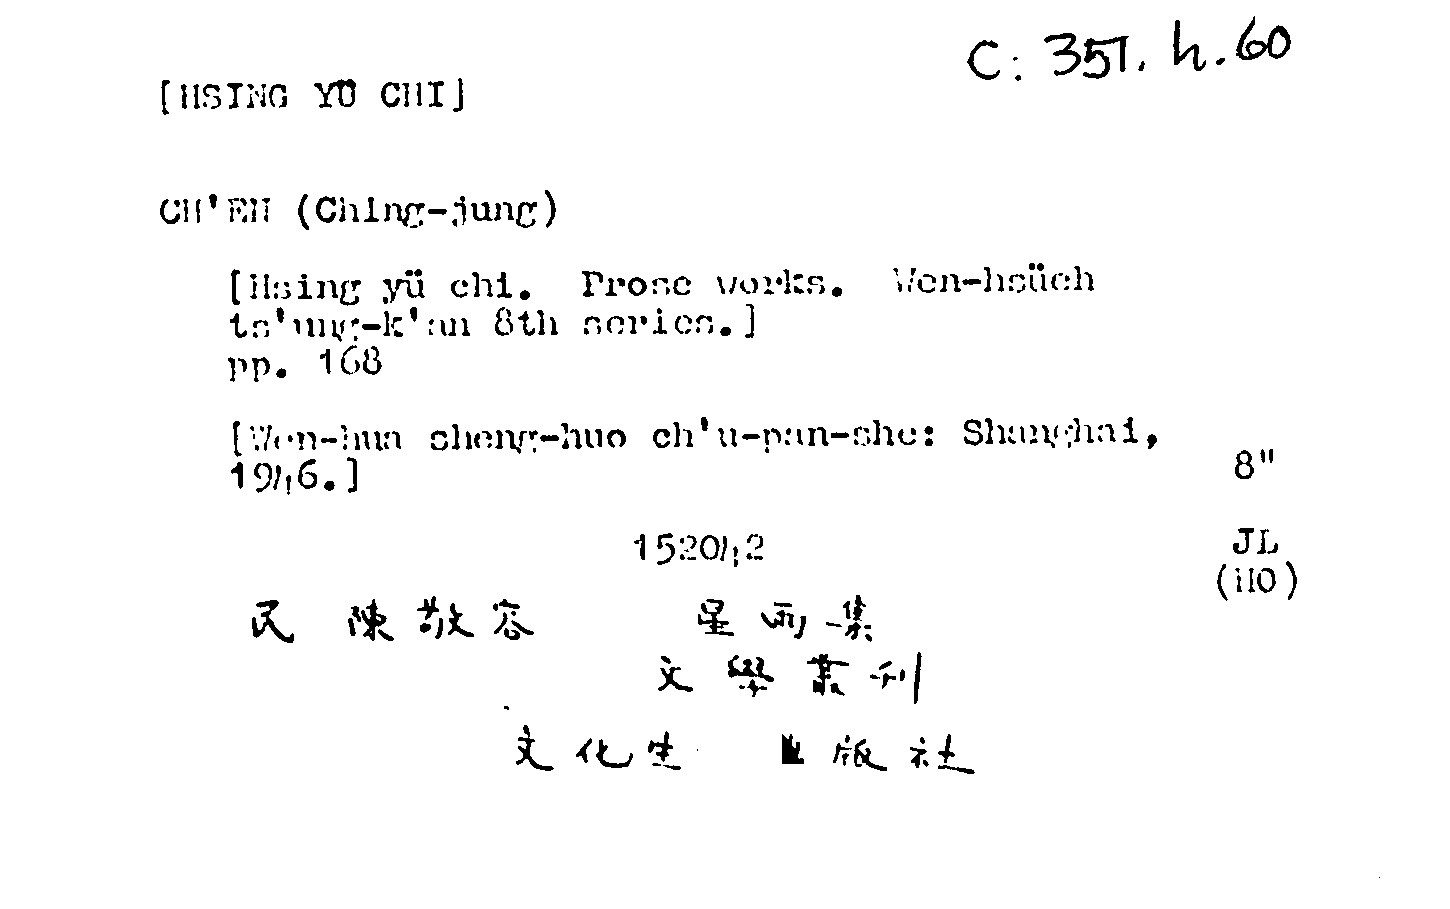 C: 351. h. 60
[HSING YÜ CHI]
CH'EN (Ching-jung)
[Hsing yü chi. Prose works. Wen-hsüeh
ts'ung-k'an 8th series.]
pp. 168
[Wen-hua sheng-huo ch'u-pan-she: Shanghai,
1946.]
8"
152042
JL
(HO)
民 陳敬容 星雨集
文學叢刊
文化生 出版社